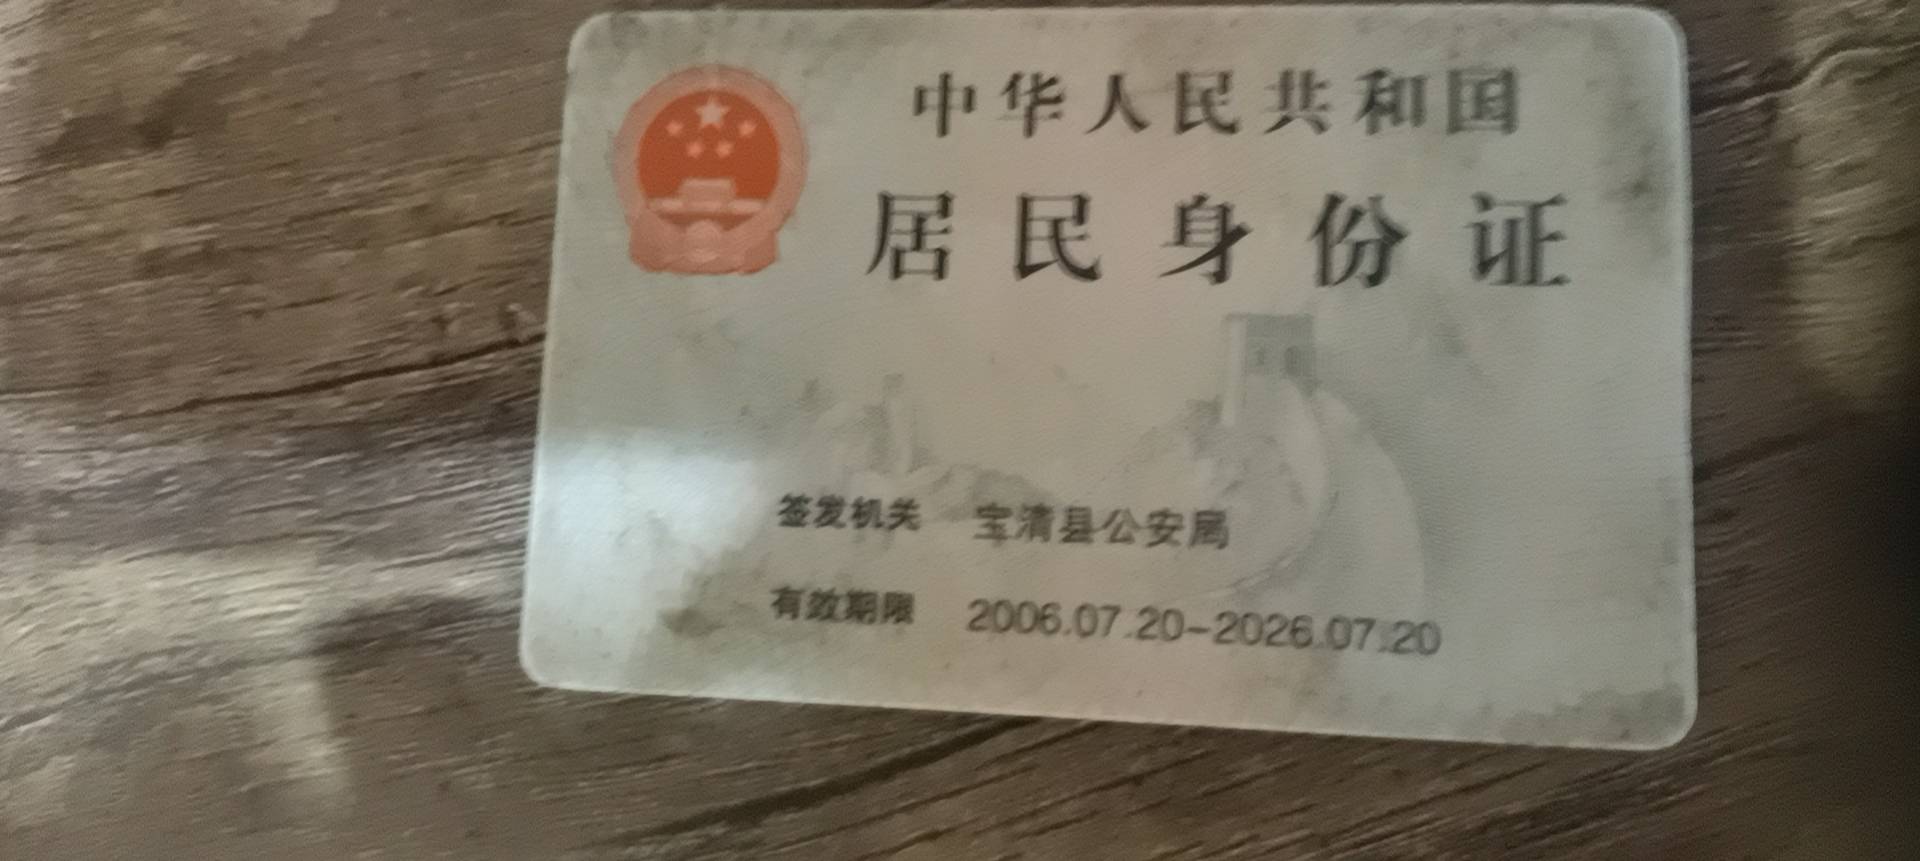 中华人民共和国
居民身份证
签发机关 宝清县公安局
有效期限 2006.07.20-2026.07.20